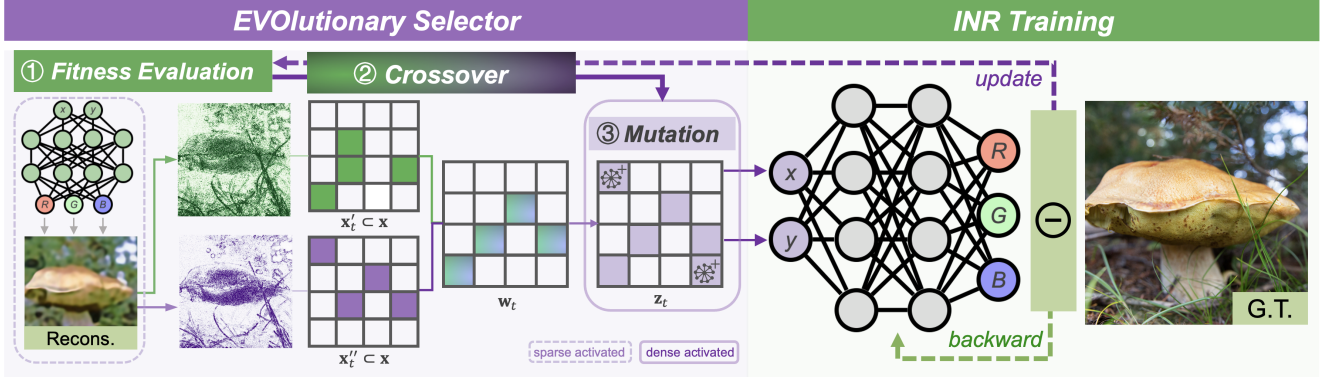 EVOlutionary Selector
INR Training
① Fitness Evaluation
② Crossover
update
③ Mutation
x y
R G B
Recons.
x′ₜ ⊂ x
x″ₜ ⊂ x
wₜ
+
+
zₜ
sparse activated
dense activated
x
y
R
G
B
−
backward
G.T.